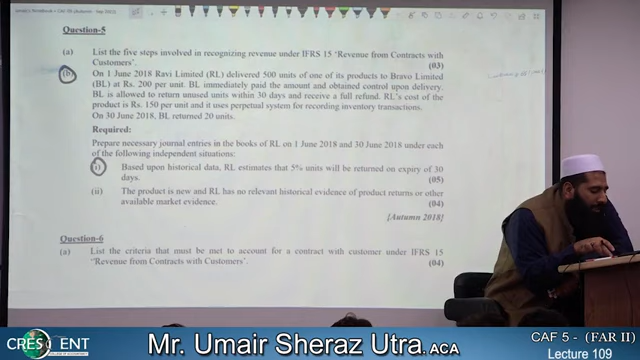 Question-5
(a) List the five steps involved in recognizing revenue under IFRS 15 'Revenue from Contracts with
Customers'. (03)
(b) On 1 June 2018 Ravi Limited (RL) delivered 500 units of one of its products to Bravo Limited
(BL) at Rs. 200 per unit. BL immediately paid the amount and obtained control upon delivery.
BL is allowed to return unused units within 30 days and receive a full refund. RL's cost of the
product is Rs. 150 per unit and it uses perpetual system for recording inventory transactions.
On 30 June 2018, BL returned 20 units.
Required:
Prepare necessary journal entries in the books of RL on 1 June 2018 and 30 June 2018 under each
of the following independent situations:
(i) Based upon historical data, RL estimates that 5% units will be returned on expiry of 30
days. (05)
(ii) The product is new and RL has no relevant historical evidence of product returns or other
available market evidence. (04)
[Autumn 2018]
Question-6
(a) List the criteria that must be met to account for a contract with customer under IFRS 15
"Revenue from Contracts with Customers'. (04)
CRESCENT
COLLEGE OF ACCOUNTANCY
Mr. Umair Sheraz Utra. ACA
CAF 5 - (FAR II)
Lecture 109